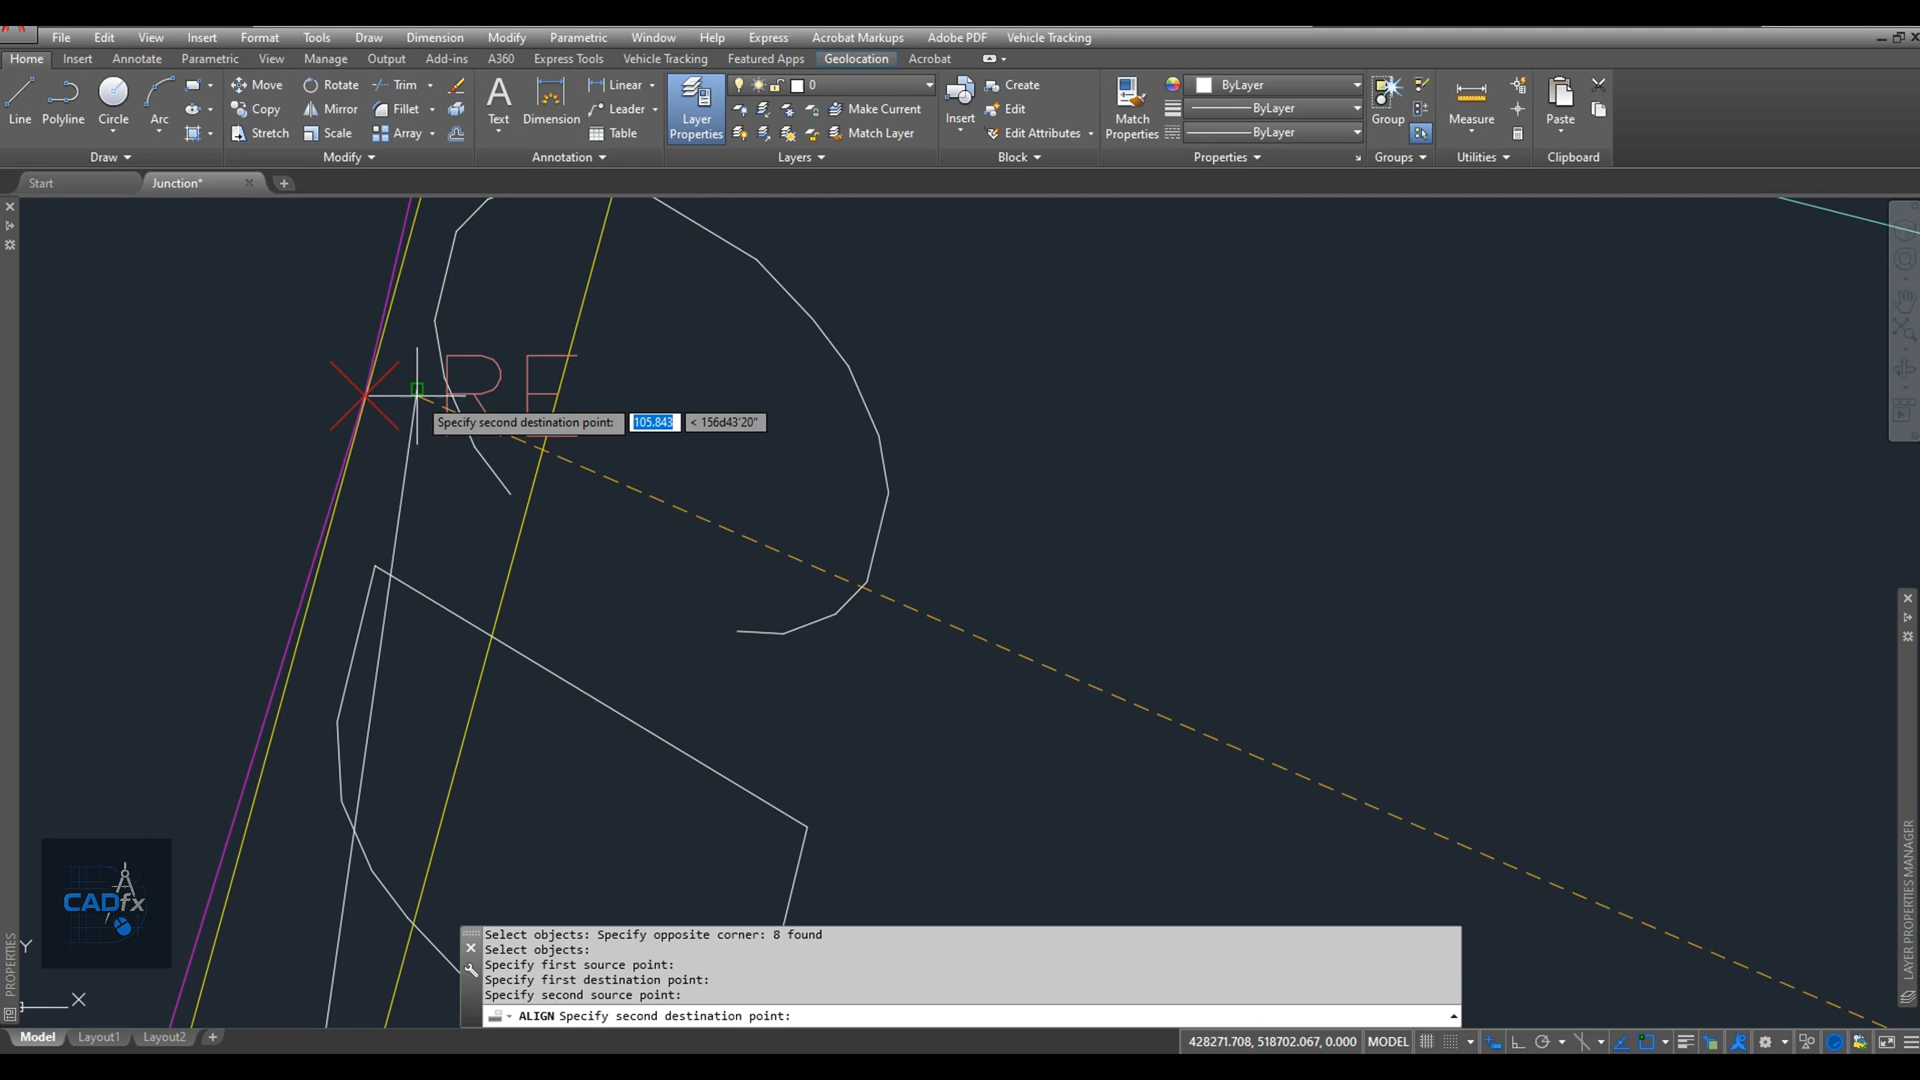 File Edit View Insert Format Tools Draw Dimension Modify Parametric Window Help Express Acrobat Markups Adobe PDF Vehicle Tracking
Home Insert Annotate Parametric View Manage Output Add-ins A360 Express Tools Vehicle Tracking Featured Apps Geolocation Acrobat
Move Rotate Trim Linear 0 Create ByLayer
Copy Mirror Fillet Leader Make Current Edit ByLayer
Line Polyline Circle Arc Text Dimension Layer Properties Insert Match Properties Group Measure Paste
Stretch Scale Array Table Match Layer Edit Attributes ByLayer
Draw Modify Annotation Layers Block Properties Groups Utilities Clipboard
Start Junction*
RE
Specify second destination point: 105.843 < 156d43'20"
CADfx
Y
X
PROPERTIES
LAYER PROPERTIES MANAGER
Select objects: Specify opposite corner: 8 found
Select objects:
Specify first source point:
Specify first destination point:
Specify second source point:
ALIGN Specify second destination point:
Model Layout1 Layout2
428271.708, 518702.067, 0.000 MODEL